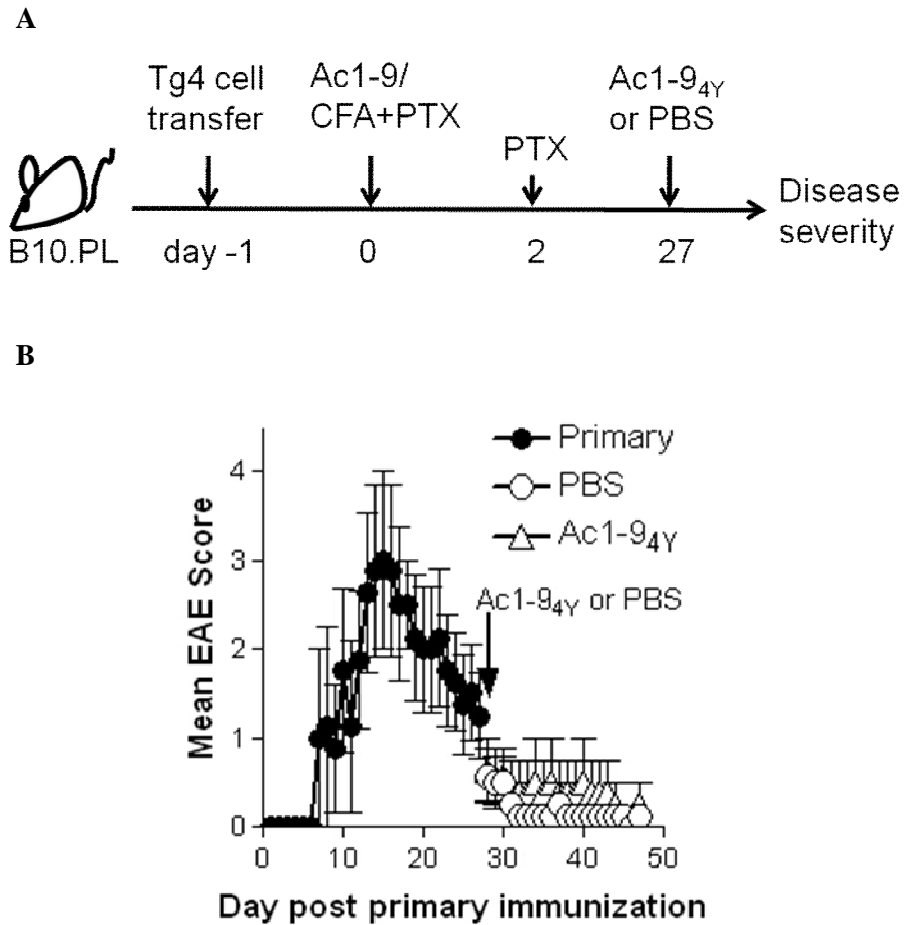 A
Tg4 cell
transfer
Ac1-9/
CFA+PTX
PTX
Ac1-94Y
or PBS
Disease
severity
B10.PL
day -1
0
2
27
B
Primary
PBS
Ac1-94Y
Ac1-94Y or PBS
Mean EAE Score
4
3
2
1
0
0 10 20 30 40 50
Day post primary immunization